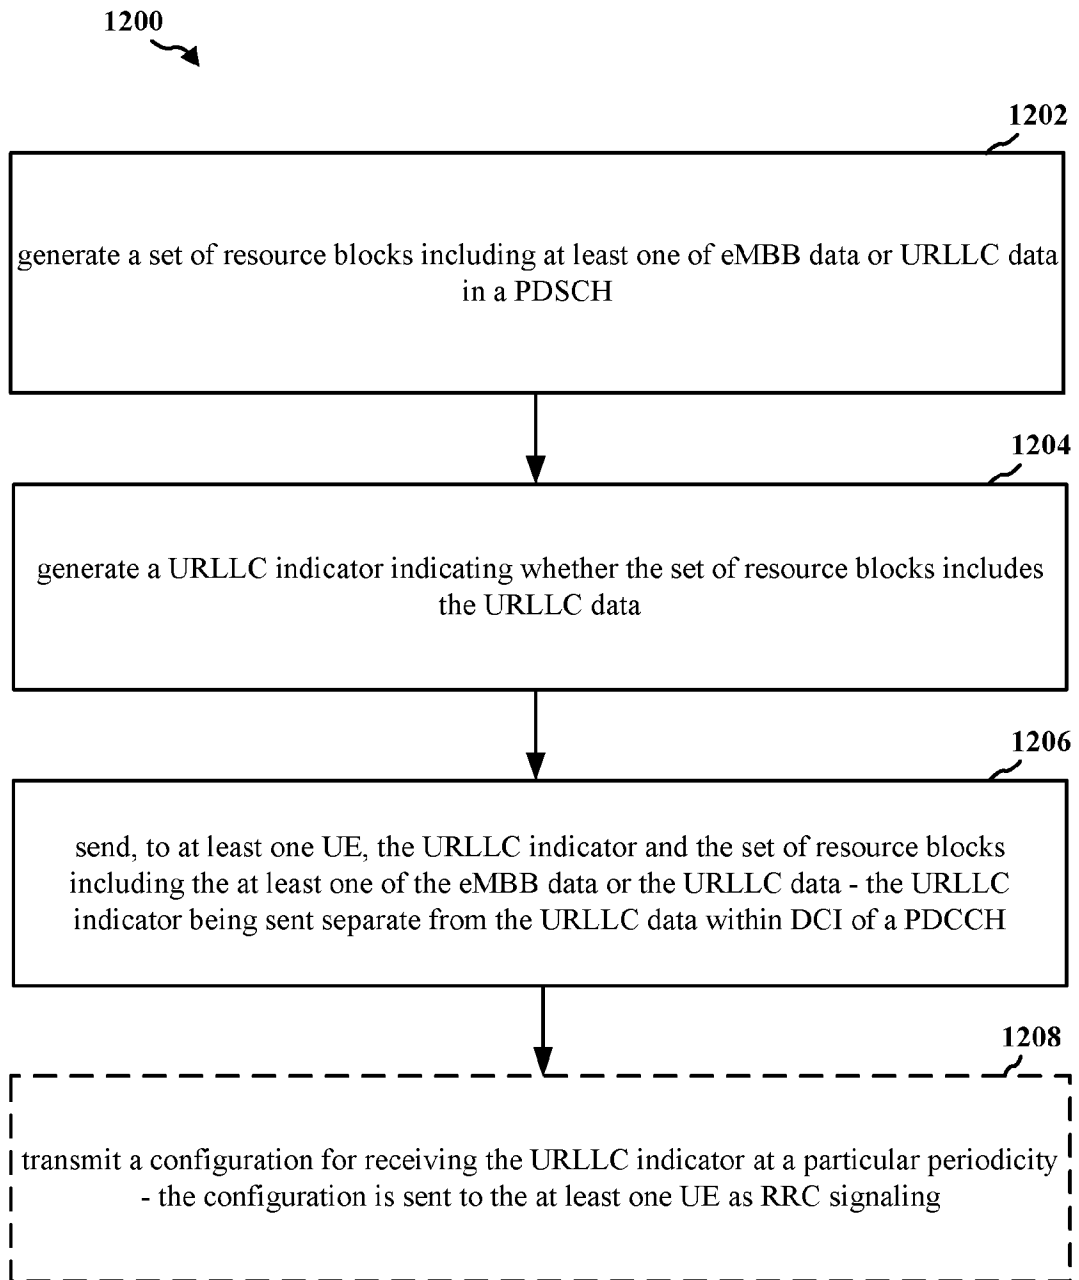 1200
1202
generate a set of resource blocks including at least one of eMBB data or URLLC data
in a PDSCH
1204
generate a URLLC indicator indicating whether the set of resource blocks includes
the URLLC data
1206
send, to at least one UE, the URLLC indicator and the set of resource blocks
including the at least one of the eMBB data or the URLLC data - the URLLC
indicator being sent separate from the URLLC data within DCI of a PDCCH
1208
transmit a configuration for receiving the URLLC indicator at a particular periodicity
- the configuration is sent to the at least one UE as RRC signaling